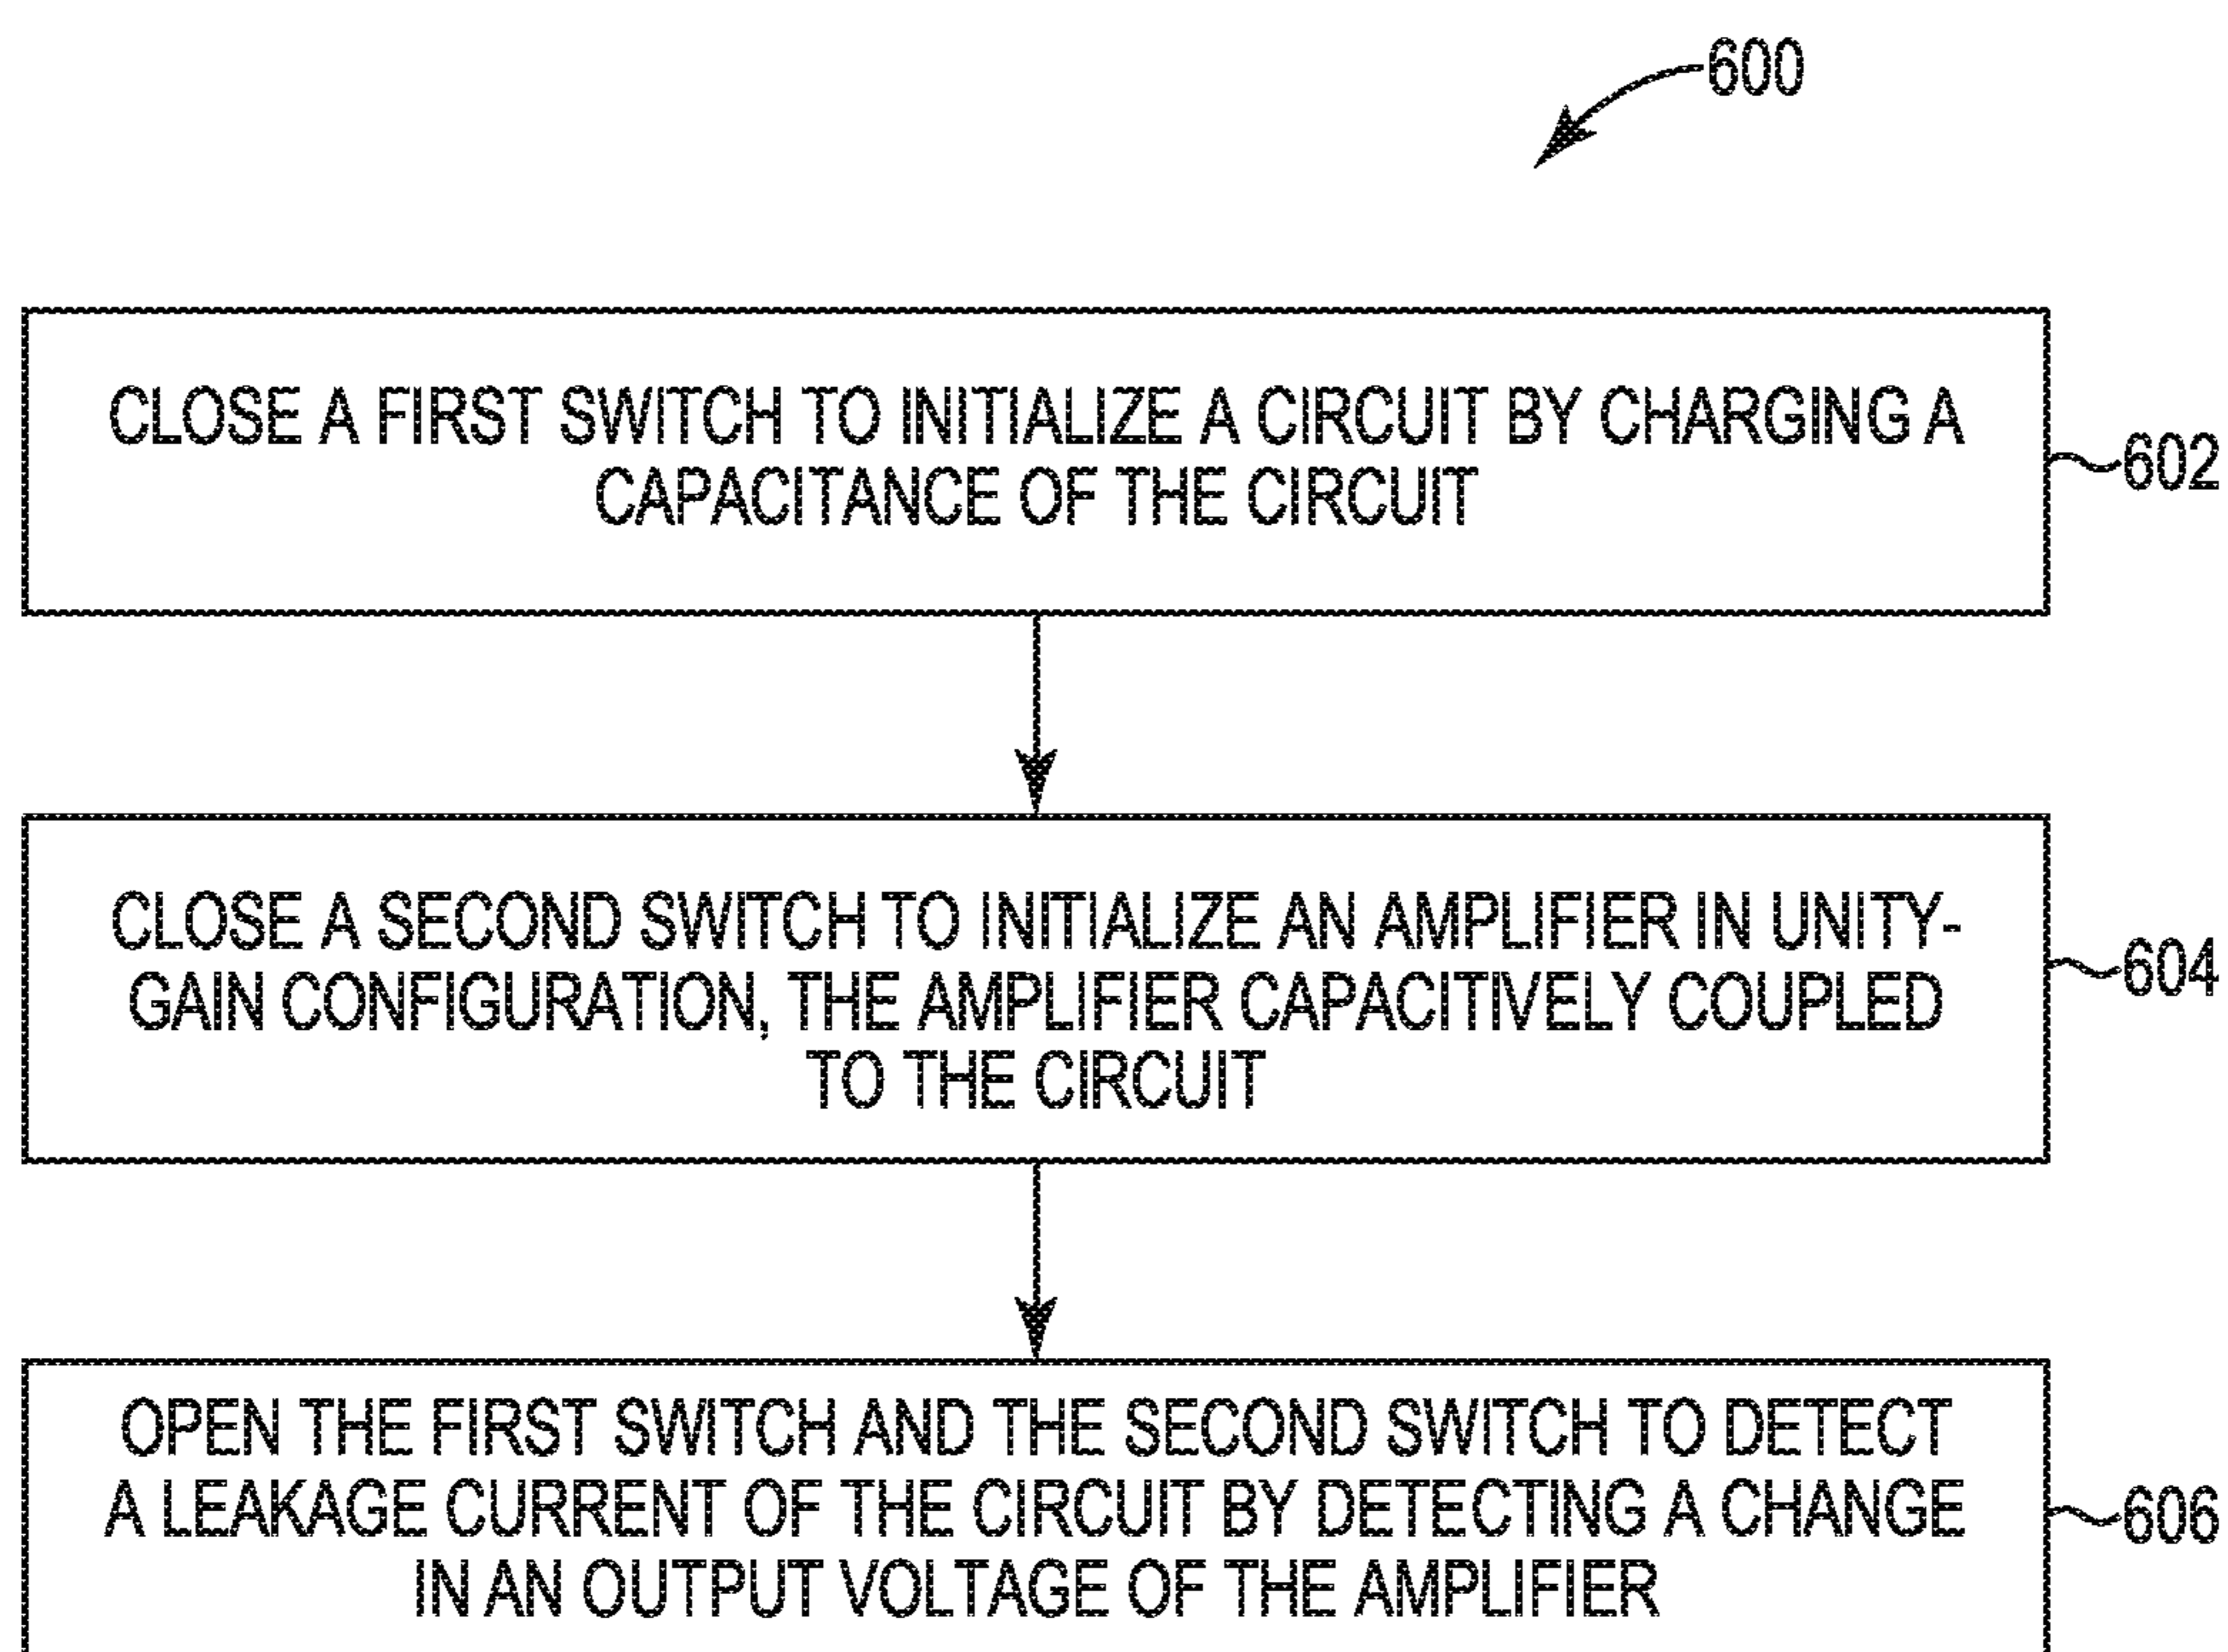 600
CLOSE A FIRST SWITCH TO INITIALIZE A CIRCUIT BY CHARGING A
CAPACITANCE OF THE CIRCUIT
602
CLOSE A SECOND SWITCH TO INITIALIZE AN AMPLIFIER IN UNITY-
GAIN CONFIGURATION, THE AMPLIFIER CAPACITIVELY COUPLED
TO THE CIRCUIT
604
OPEN THE FIRST SWITCH AND THE SECOND SWITCH TO DETECT
A LEAKAGE CURRENT OF THE CIRCUIT BY DETECTING A CHANGE
IN AN OUTPUT VOLTAGE OF THE AMPLIFIER
606